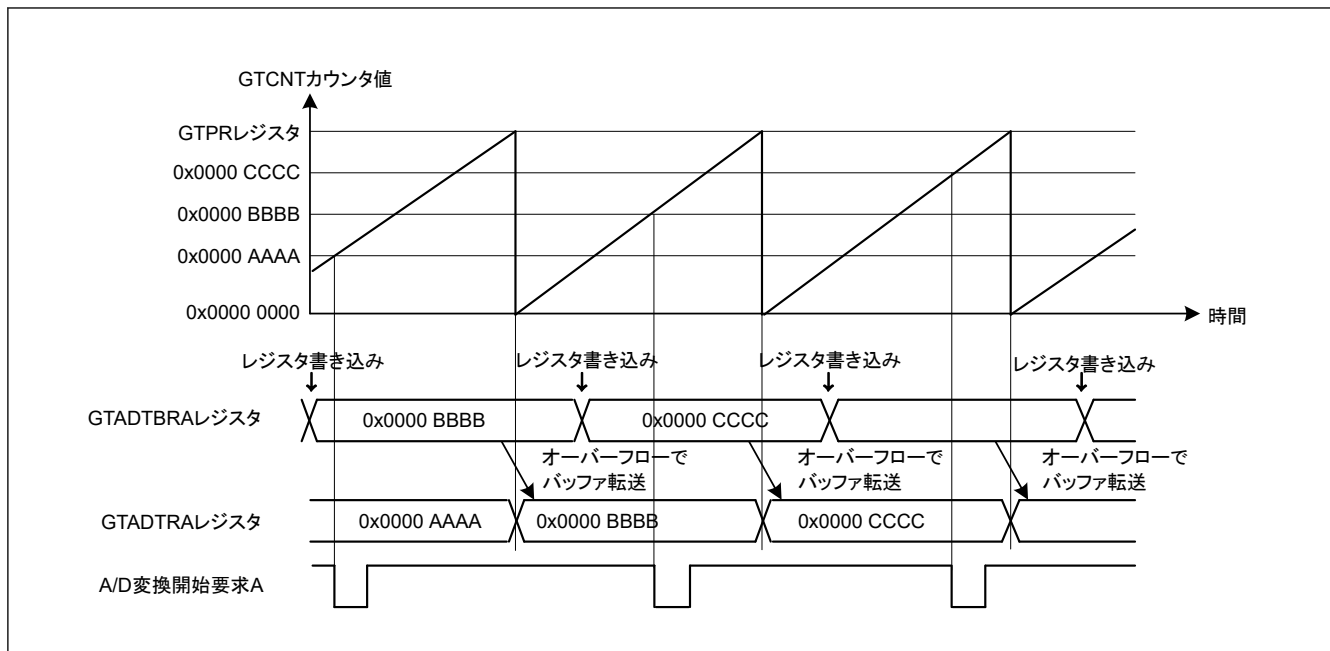 GTCNTカウンタ値
GTPRレジスタ
0x0000 CCCC
0x0000 BBBB
0x0000 AAAA
0x0000 0000
時間
レジスタ書き込み
レジスタ書き込み
レジスタ書き込み
レジスタ書き込み
GTADTBRAレジスタ
0x0000 BBBB
0x0000 CCCC
オーバーフローで
バッファ転送
オーバーフローで
バッファ転送
オーバーフローで
バッファ転送
GTADTRAレジスタ
0x0000 AAAA
0x0000 BBBB
0x0000 CCCC
A/D変換開始要求A